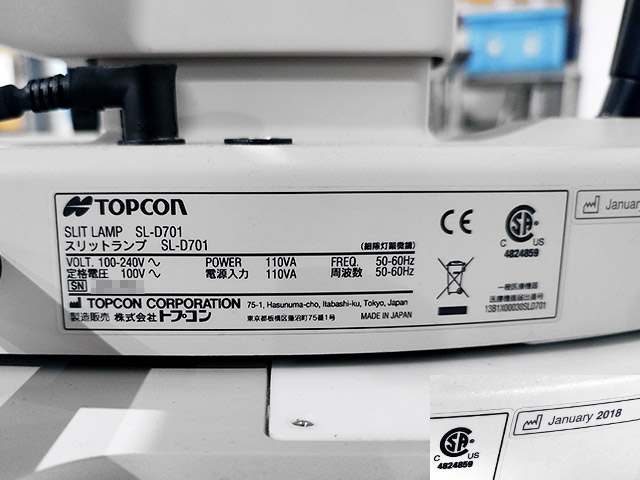 TOPCON
SLIT LAMP SL-D701
スリットランプ SL-D701 (細隙灯顕微鏡)
VOLT. 100-240V ～ POWER 110VA FREQ. 50-60Hz
定格電圧 100V ～ 電源入力 110VA 周波数 50-60Hz
SN
TOPCON CORPORATION 75-1, Hasunuma-cho, Itabashi-ku, Tokyo, Japan
製造販売 株式会社トプコン 東京都板橋区蓮沼町75番1号 MADE IN JAPAN
CE
CSA
C US
4824859
一般医療機器
医療機器届出番号
13B1X00030SLD701
January
CSA
C US
4824859
January 2018